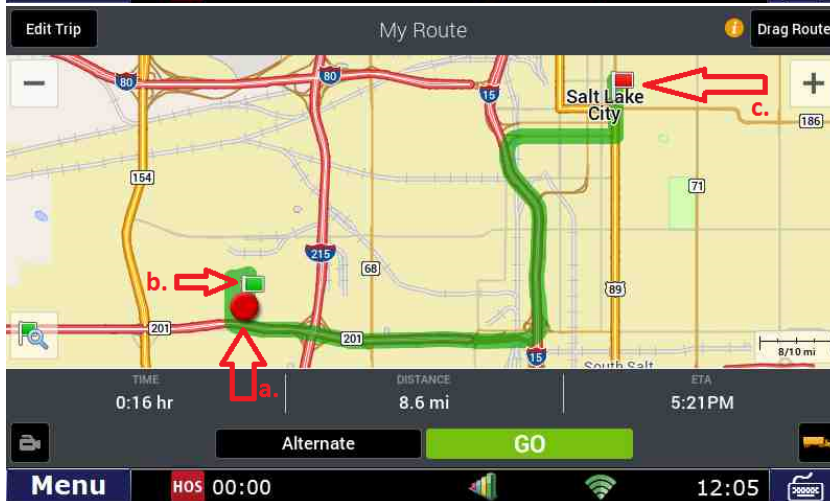 Edit Trip
My Route
i
Drag Route
80
80
15
Salt Lake
City
c.
186
154
71
215
b.
68
89
201
201
a.
15
South Salt
8/10 mi
TIME
DISTANCE
ETA
0:16 hr
8.6 mi
5:21PM
Alternate
GO
Menu
HOS 00:00
12:05